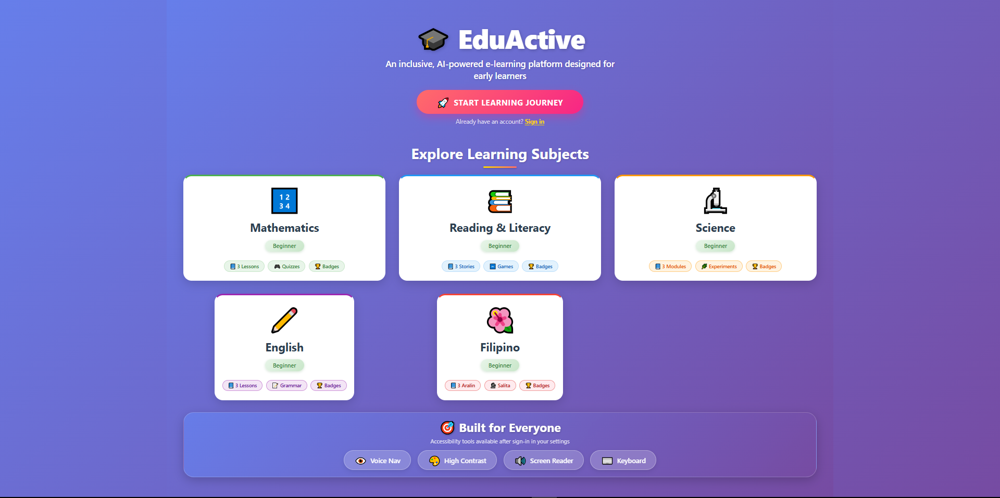 EduActive
An inclusive, AI-powered e-learning platform designed for
early learners
START LEARNING JOURNEY
Already have an account? Sign in
Explore Learning Subjects
1 2
3 4
Mathematics
Beginner
3 Lessons
Quizzes
Badges
Reading & Literacy
Beginner
3 Stories
Games
Badges
Science
Beginner
3 Modules
Experiments
Badges
English
Beginner
3 Lessons
Grammar
Badges
Filipino
Beginner
3 Aralin
Salita
Badges
Built for Everyone
Accessibility tools available after sign-in in your settings
Voice Nav
High Contrast
Screen Reader
Keyboard